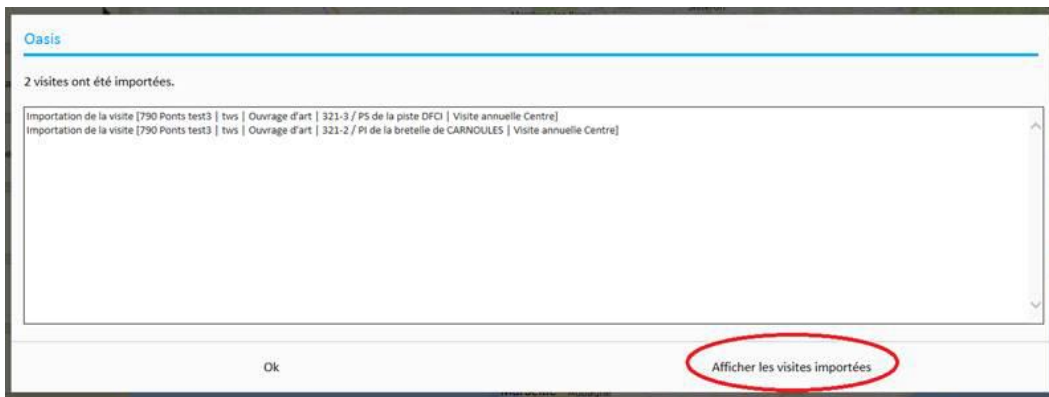 Oasis
2 visites ont été importées.
Importation de la visite [790 Ponts test3 | tws | Ouvrage d'art | 321-3 / PS de la piste DFCI | Visite annuelle Centre]
Importation de la visite [790 Ponts test3 | tws | Ouvrage d'art | 321-2 / PI de la bretelle de CARNOULES | Visite annuelle Centre]
Ok
Afficher les visites importées